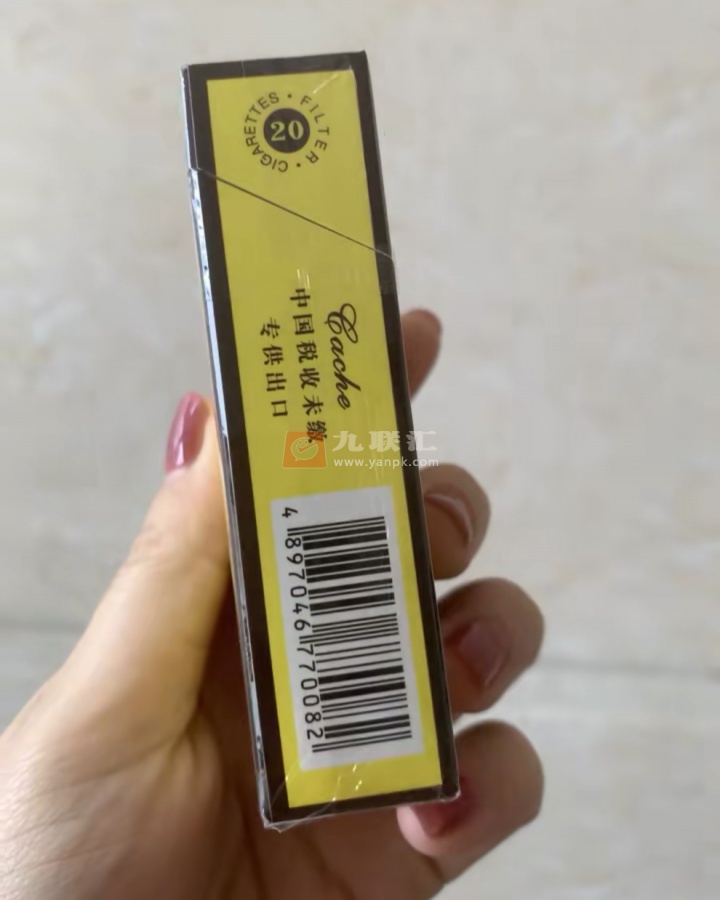 CIGARETTES · FILTER ·
20
Cache
中国税收未缴
专供出口
九联汇
www.yanpk.com
4 897046 770082